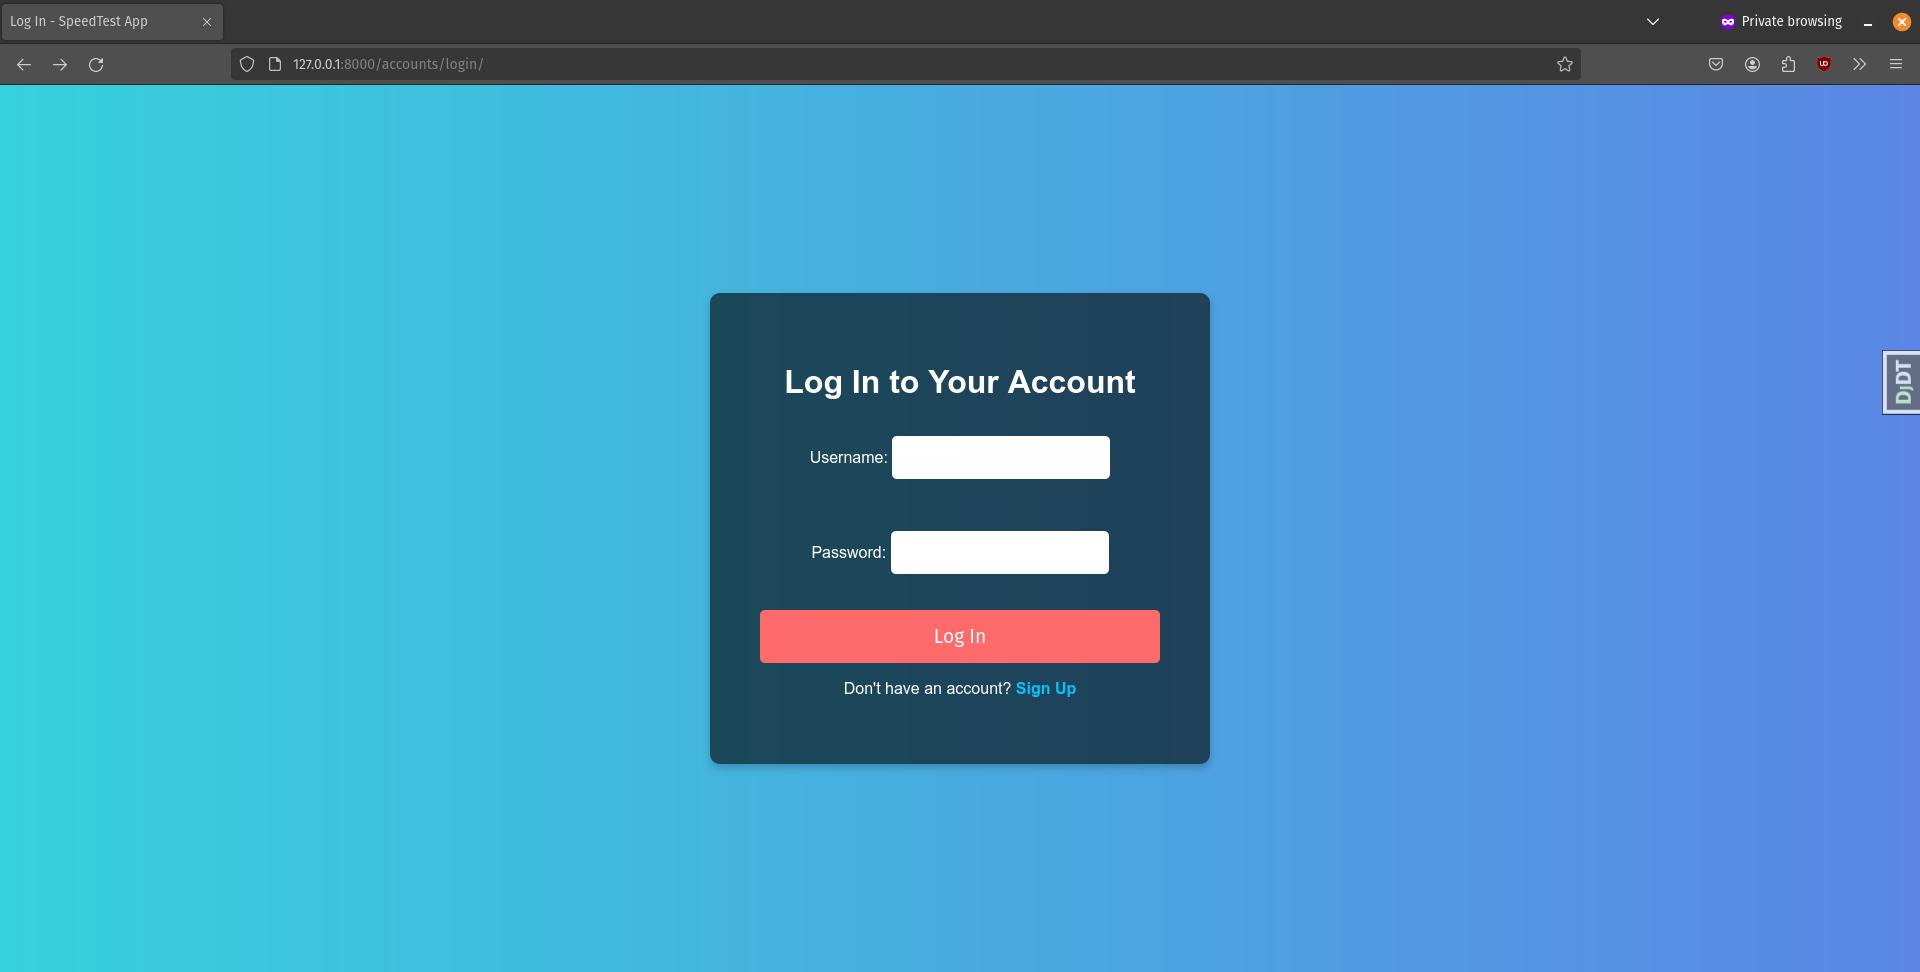 Log In - SpeedTest App
Private browsing
127.0.0.1:8000/accounts/login/
UD
Log In to Your Account
DjDT
Username:
Password:
Log In
Don't have an account? Sign Up